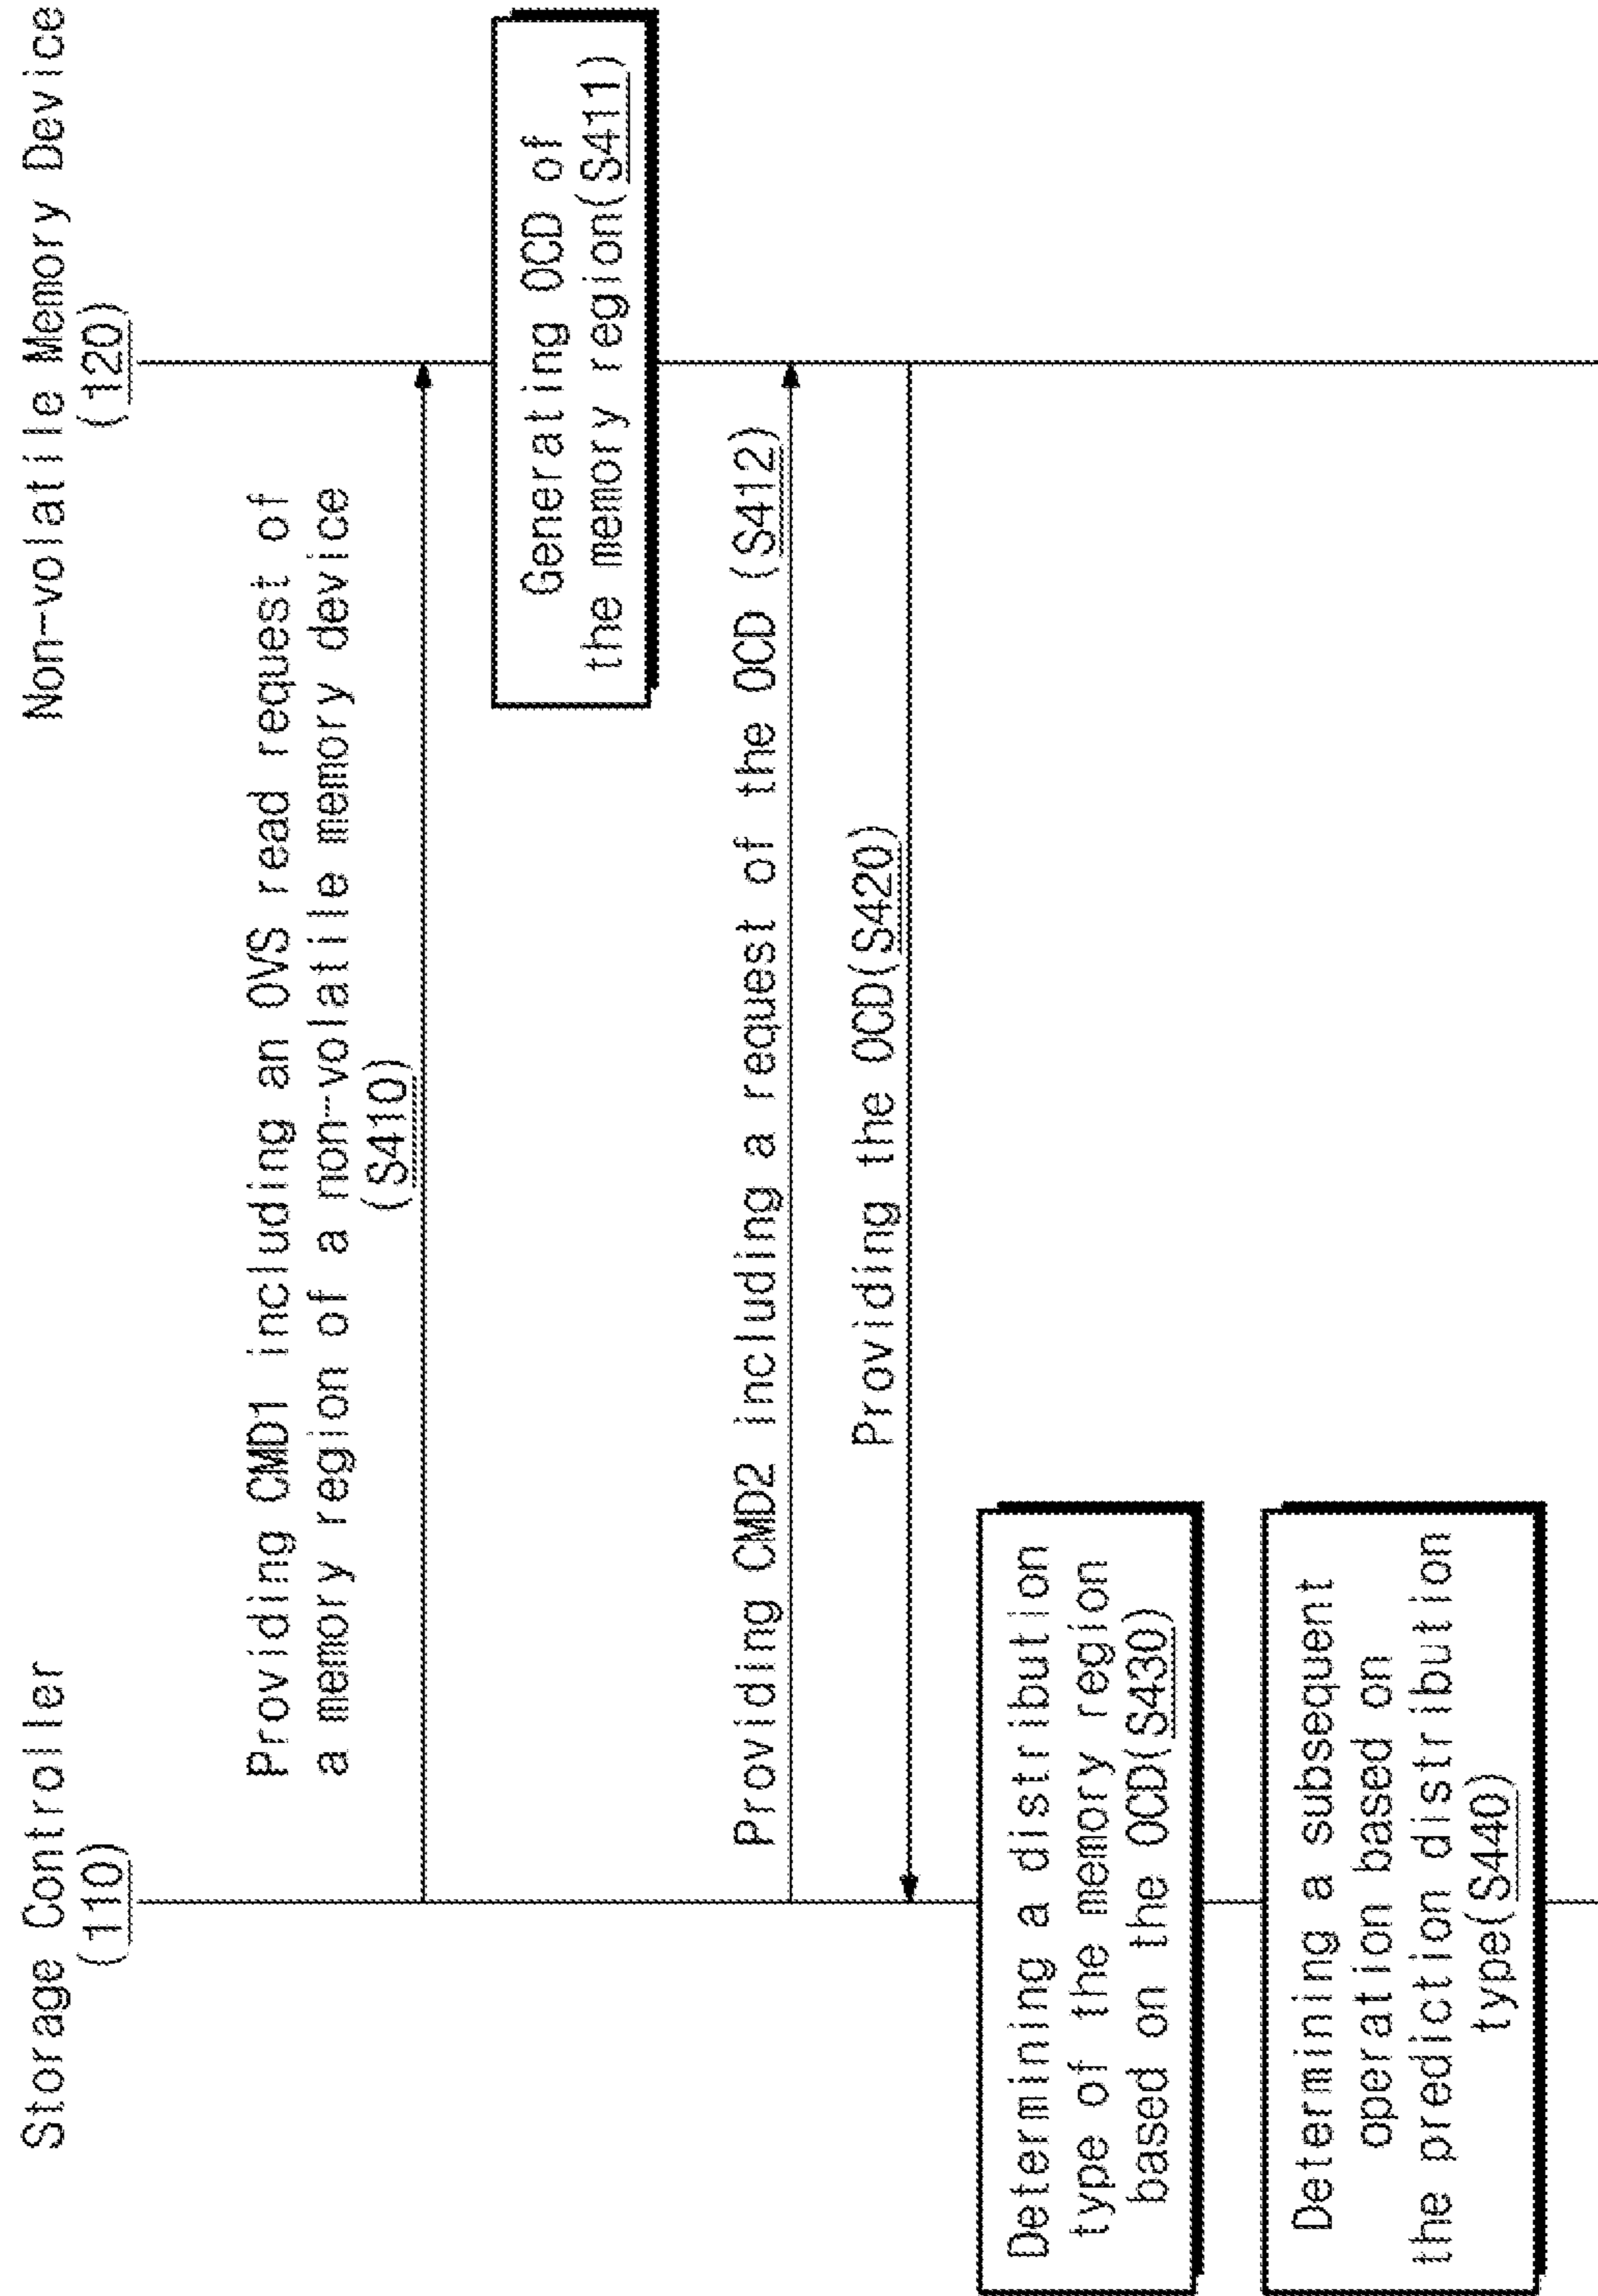 Storage Controller
(110)
Non-volatile Memory Device
(120)
Providing CMD1 including an OVS read request of
a memory region of a non-volatile memory device
(S410)
Generating OCD of
the memory region(S411)
Providing CMD2 including a request of the OCD (S412)
Providing the OCD(S420)
Determining a distribution
type of the memory region
based on the OCD(S430)
Determining a subsequent
operation based on
the prediction distribution
type(S440)